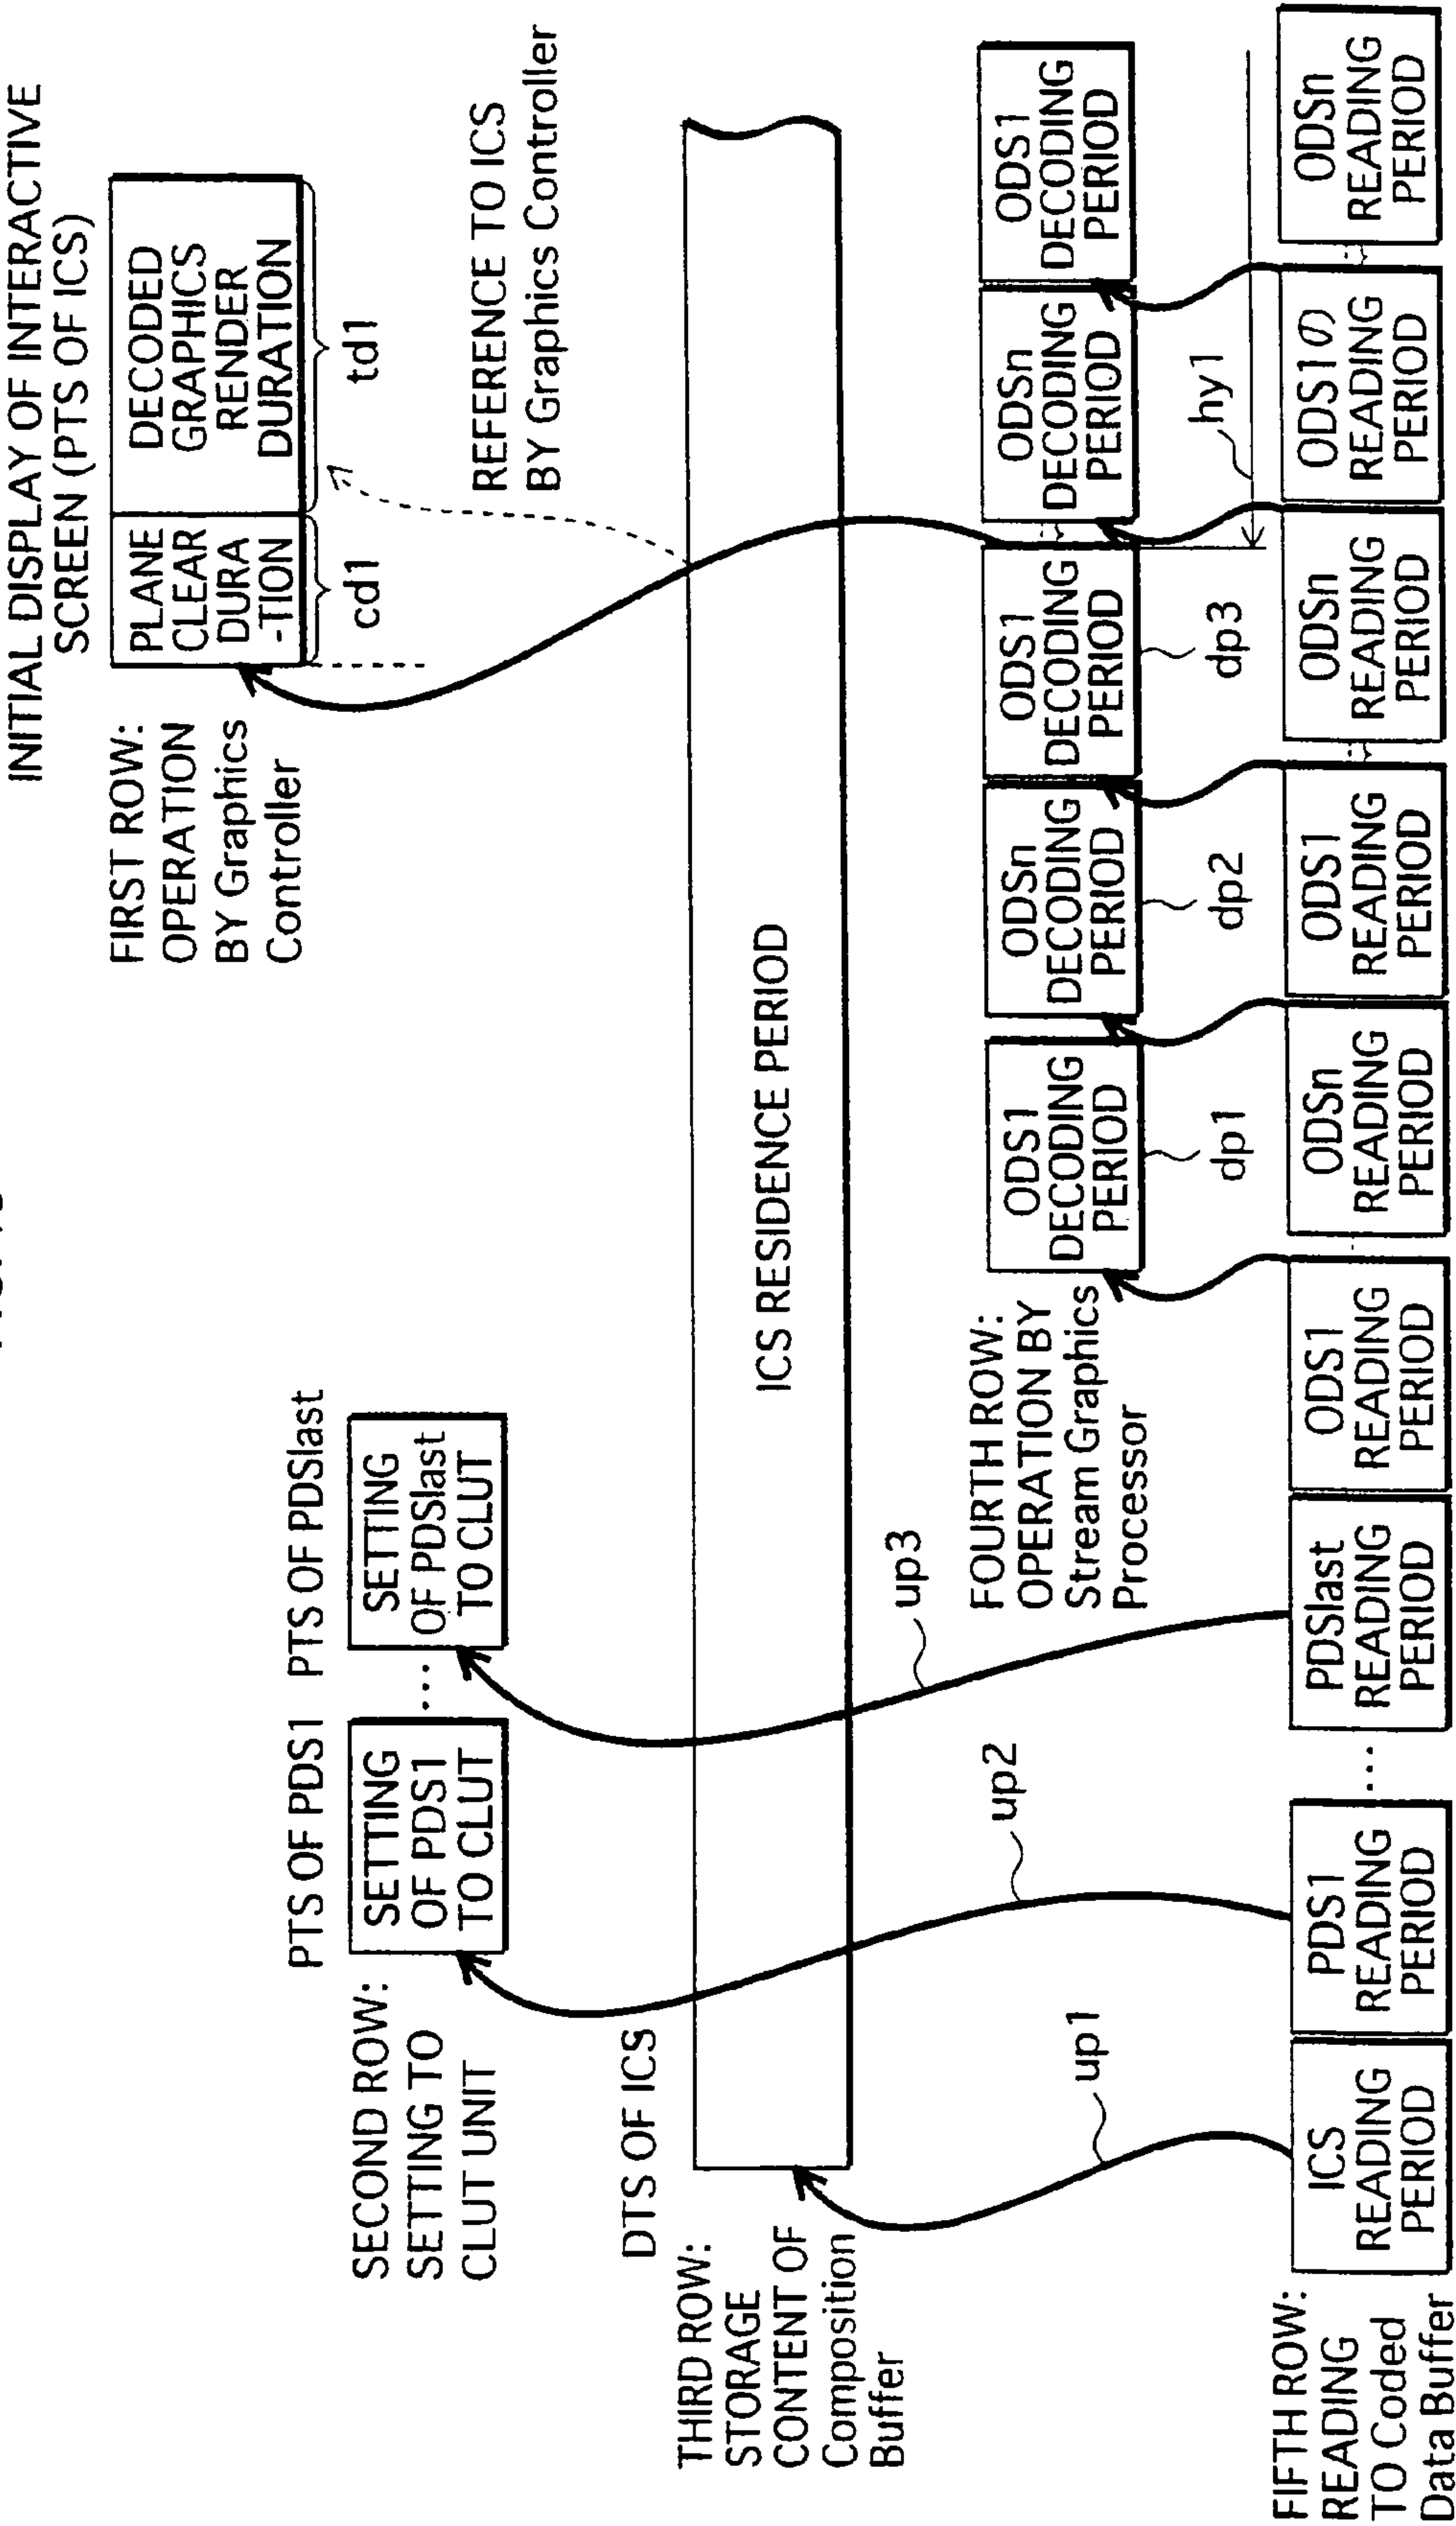 INITIAL DISPLAY OF INTERACTIVE
SCREEN (PTS OF ICS)
FIRST ROW:
OPERATION
BY Graphics
Controller
PLANE
CLEAR
DURA
-TION
DECODED
GRAPHICS
RENDER
DURATION
cd1
td1
PTS OF PDS1
PTS OF PDSlast
SECOND ROW:
SETTING TO
CLUT UNIT
SETTING
OF PDS1
TO CLUT
...
SETTING
OF PDSlast
TO CLUT
REFERENCE TO ICS
BY Graphics Controller
DTS OF ICS
THIRD ROW:
STORAGE
CONTENT OF
Composition
Buffer
ICS RESIDENCE PERIOD
up1
up2
up3
FOURTH ROW:
OPERATION BY
Stream Graphics
Processor
ODS1
DECODING
PERIOD
ODSn
DECODING
PERIOD
ODS1
DECODING
PERIOD
ODSn
DECODING
PERIOD
ODS1
DECODING
PERIOD
dp1
dp2
dp3
hy1
FIFTH ROW:
READING
TO Coded
Data Buffer
ICS
READING
PERIOD
PDS1
READING
PERIOD
...
PDSlast
READING
PERIOD
ODS1
READING
PERIOD
ODSn
READING
PERIOD
ODS1
READING
PERIOD
ODSn
READING
PERIOD
ODS1の
READING
PERIOD
ODSn
READING
PERIOD